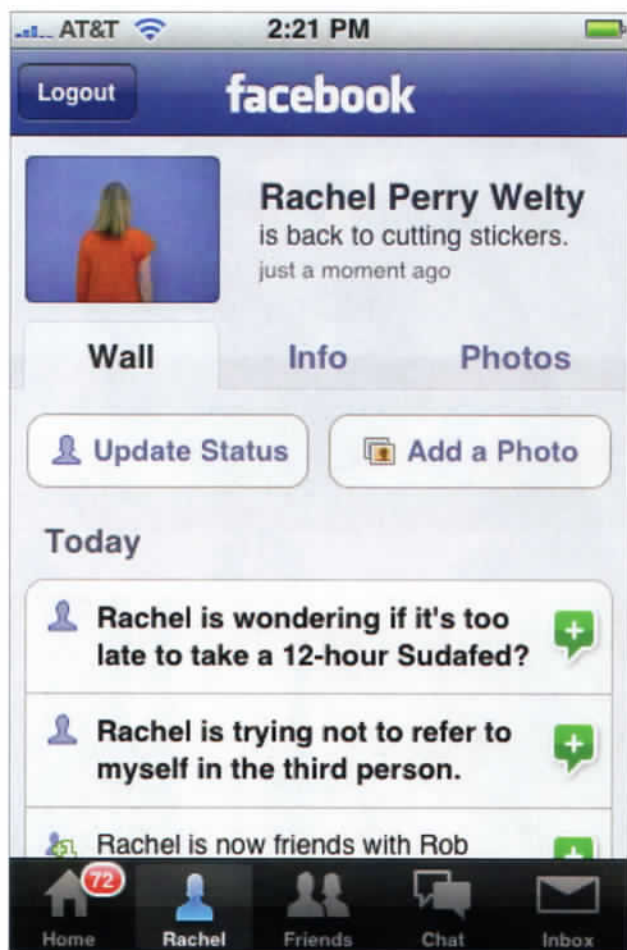 AT&T 2:21 PM
Logout facebook
Rachel Perry Welty
is back to cutting stickers.
just a moment ago
Wall Info Photos
Update Status Add a Photo
Today
Rachel is wondering if it's too
late to take a 12-hour Sudafed?
Rachel is trying not to refer to
myself in the third person.
Rachel is now friends with Rob
72
Home Rachel Friends Chat Inbox